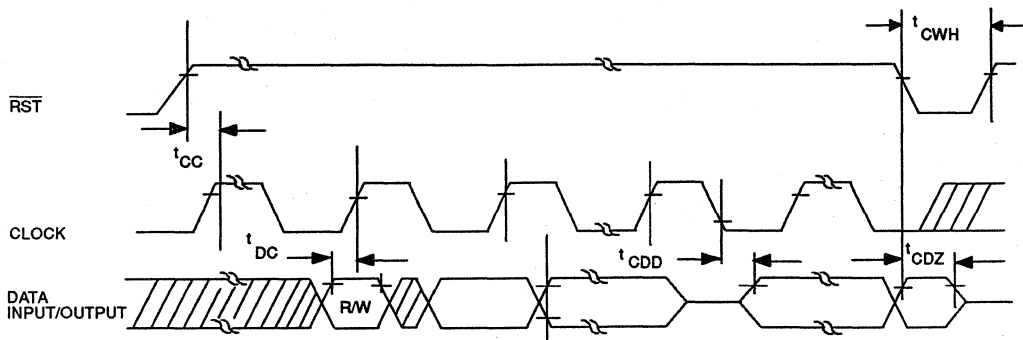 t CWH
RST
t CC
CLOCK
t DC
t CDD
t CDZ
DATA
INPUT/OUTPUT
R/W